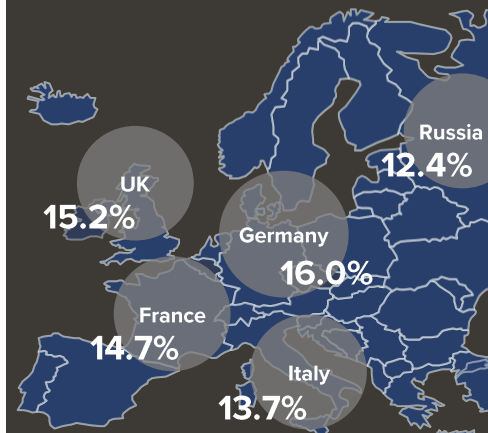 Russia
12.4%
UK
15.2%
Germany
16.0%
France
14.7%
Italy
13.7%